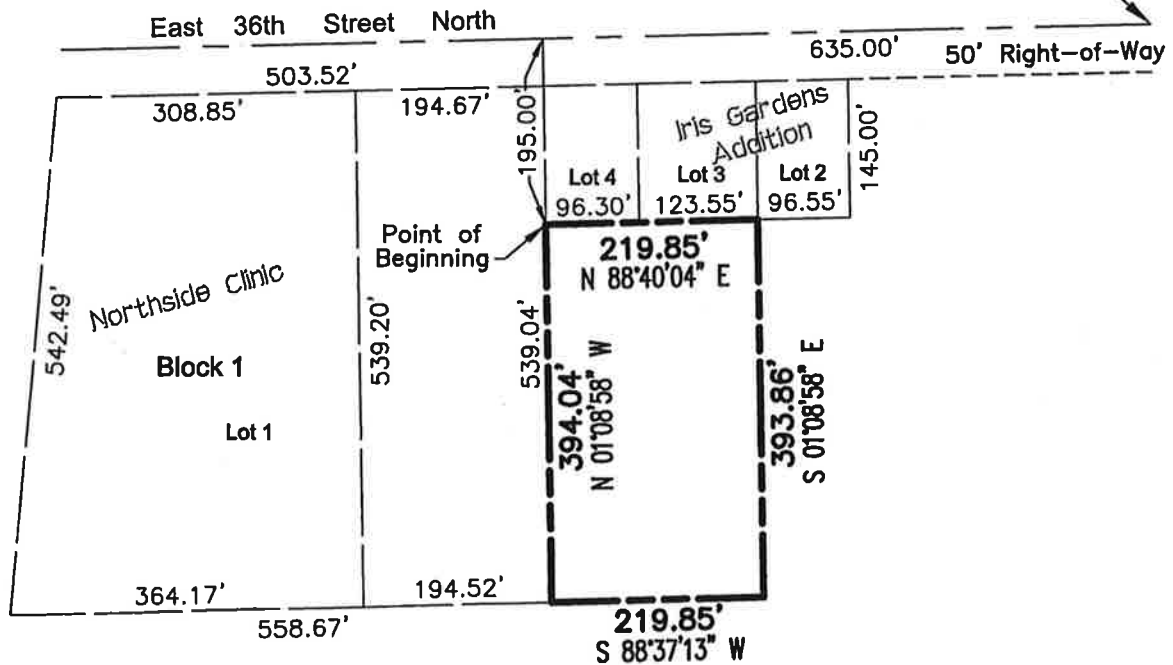 East 36th Street North
635.00'
50' Right-of-Way
503.52'
308.85'
194.67'
195.00'
Iris Gardens
Addition
145.00'
Lot 4
Lot 3
Lot 2
96.30'
123.55'
96.55'
Point of
Beginning
219.85'
N 88°40'04" E
Northside Clinic
542.49'
Block 1
Lot 1
539.20'
539.04'
394.04'
N 01°08'58" W
393.86'
S 01°08'58" E
364.17'
194.52'
558.67'
219.85'
S 88°37'13" W